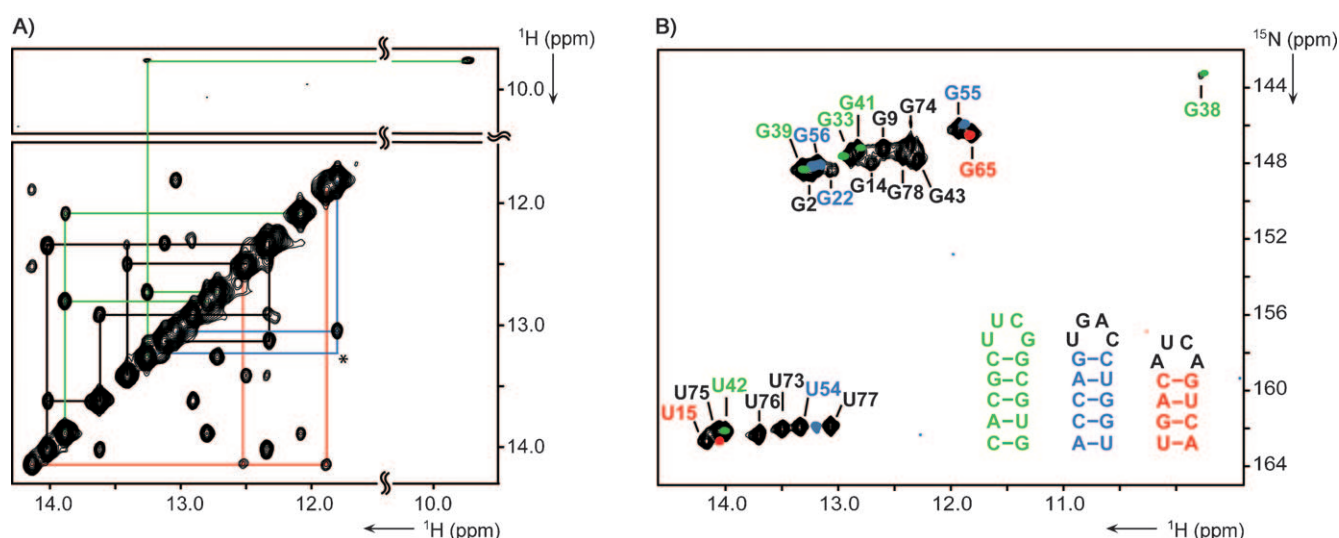 A)
¹H (ppm)
10.0
12.0
13.0
14.0
*
14.0 13.0 12.0 10.0
¹H (ppm)
B)
¹⁵N (ppm)
144
148
152
156
160
164
G38
G55
G65
G74
G41
G9
G33
G39 G56
G2 G22 G14 G78 G43
U73
U75 U42 U76 U54 U77
U15
U C
U G
C–G
G–C
C–G
A–U
C–G
G A
U C
G–C
A–U
C–G
C–G
A–U
U C
A A
C–G
A–U
G–C
U–A
14.0 13.0 12.0 11.0
¹H (ppm)